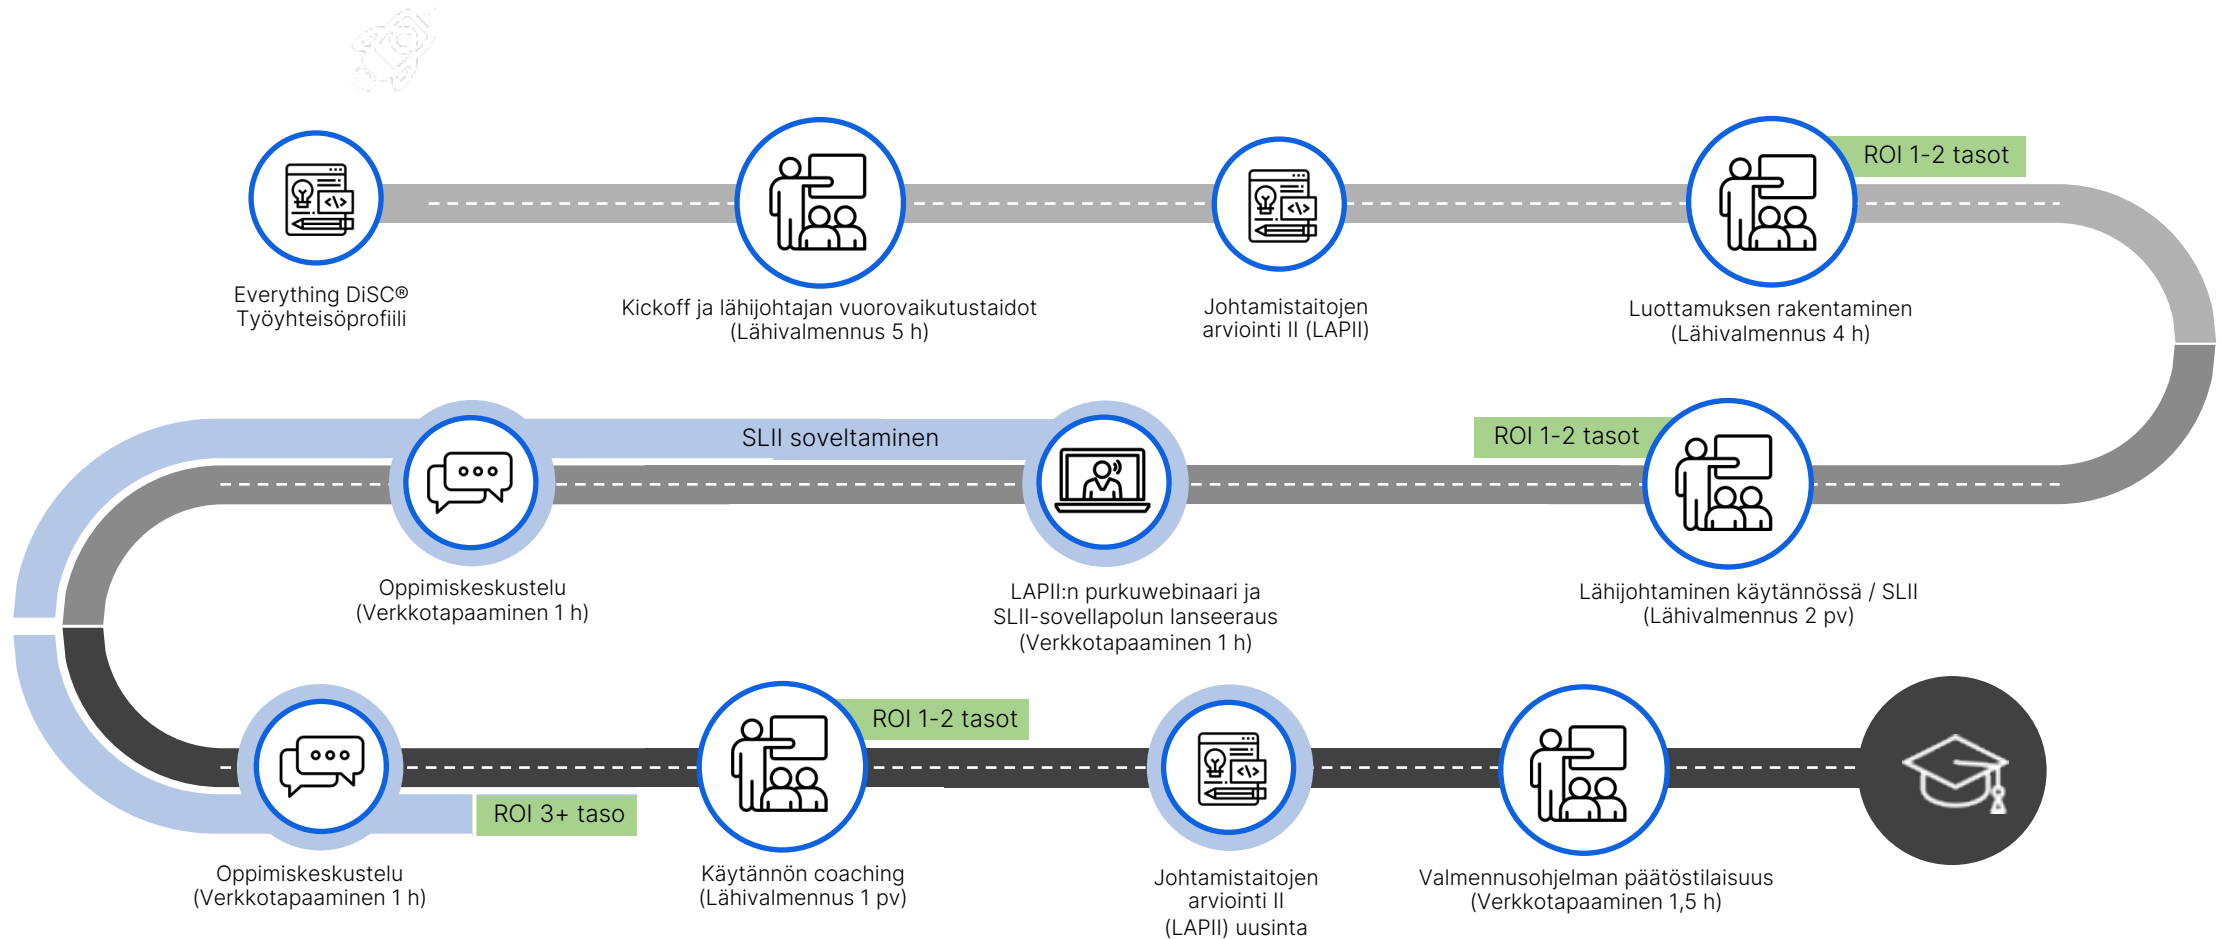 ROI 1-2 tasot
Everything DiSC®
Työyhteisöprofiili
Kickoff ja lähijohtajan vuorovaikutustaidot
(Lähivalmennus 5 h)
Johtamistaitojen
arviointi II (LAPII)
Luottamuksen rakentaminen
(Lähivalmennus 4 h)
ROI 1-2 tasot
Lähijohtaminen käytännössä / SLII
(Lähivalmennus 2 pv)
SLII soveltaminen
LAPII:n purkuwebinaari ja
SLII-sovellapolun lanseeraus
(Verkkotapaaminen 1 h)
Oppimiskeskustelu
(Verkkotapaaminen 1 h)
ROI 3+ taso
Oppimiskeskustelu
(Verkkotapaaminen 1 h)
ROI 1-2 tasot
Käytännön coaching
(Lähivalmennus 1 pv)
Johtamistaitojen
arviointi II
(LAPII) uusinta
Valmennusohjelman päätöstilaisuus
(Verkkotapaaminen 1,5 h)